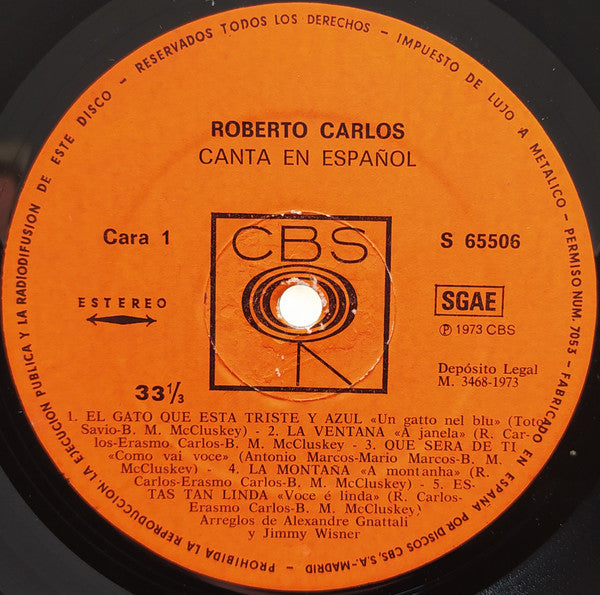 RESERVADOS TODOS LOS DERECHOS - IMPUESTO DE LUJO A METALICO - PERMISO NUM. 7053 - FABRICADO EN ESPAÑA POR DISCOS CBS, S.A.-MADRID - PROHIBIDA LA REPRODUCCION, LA EJECUCION PUBLICA Y LA RADIODIFUSION DE ESTE DISCO -
ROBERTO CARLOS
CANTA EN ESPAÑOL
Cara 1
CBS
S 65506
ESTEREO
SGAE
Ⓟ 1973 CBS
Depósito Legal
M. 3468-1973
33⅓
1. EL GATO QUE ESTA TRISTE Y AZUL «Un gatto nel blu» (Toto
Savio-B. M. McCluskey) - 2. LA VENTANA «A janela» (R. Car-
los-Erasmo Carlos-B. M. McCluskey - 3. QUE SERA DE TI
«Como vai voce» (Antonio Marcos-Mario Marcos-B. M.
McCluskey) - 4. LA MONTAÑA «A montanha» (R.
Carlos-Erasmo Carlos-B. M. McCluskey) - 5. ES-
TAS TAN LINDA «Voce é linda» (R. Carlos-
Erasmo Carlos-B. M. McCluskey)
Arreglos de Alexandre Gnattali
y Jimmy Wisner